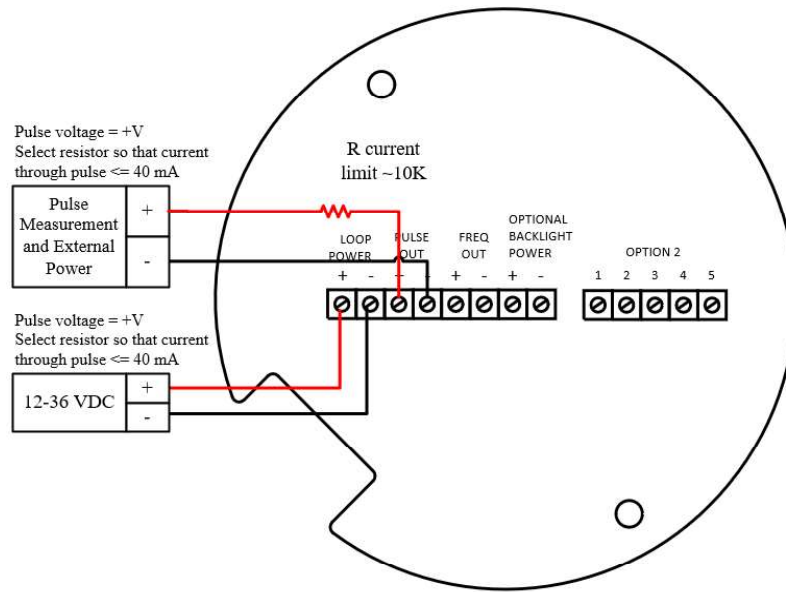 Pulse voltage = +V
Select resistor so that current
through pulse <= 40 mA
Pulse
Measurement
and External
Power
+
-
R current
limit ~10K
LOOP
POWER
+ -
PULSE
OUT
+ -
FREQ
OUT
+ -
OPTIONAL
BACKLIGHT
POWER
+ -
OPTION 2
1 2 3 4 5
Pulse voltage = +V
Select resistor so that current
through pulse <= 40 mA
12-36 VDC
+
-